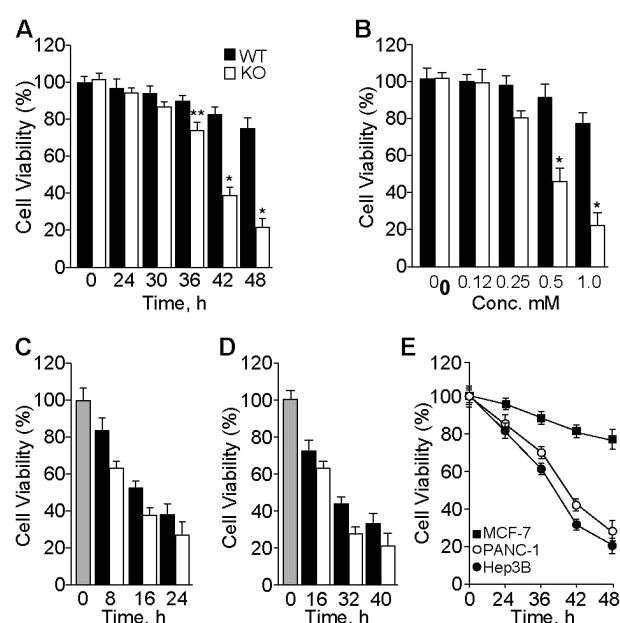 A
Cell Viability (%)
120
100
80
60
40
20
0
WT
KO
**
*
*
0 24 30 36 42 48
Time, h
B
Cell Viability (%)
120
100
80
60
40
20
0
*
*
0 0 0.12 0.25 0.5 1.0
Conc. mM
C
Cell Viability (%)
120
100
80
60
40
20
0
0 8 16 24
Time, h
D
Cell Viability (%)
120
100
80
60
40
20
0
0 16 32 40
Time, h
E
Cell Viability (%)
120
100
80
60
40
20
0
MCF-7
PANC-1
Hep3B
0 24 36 42 48
Time, h